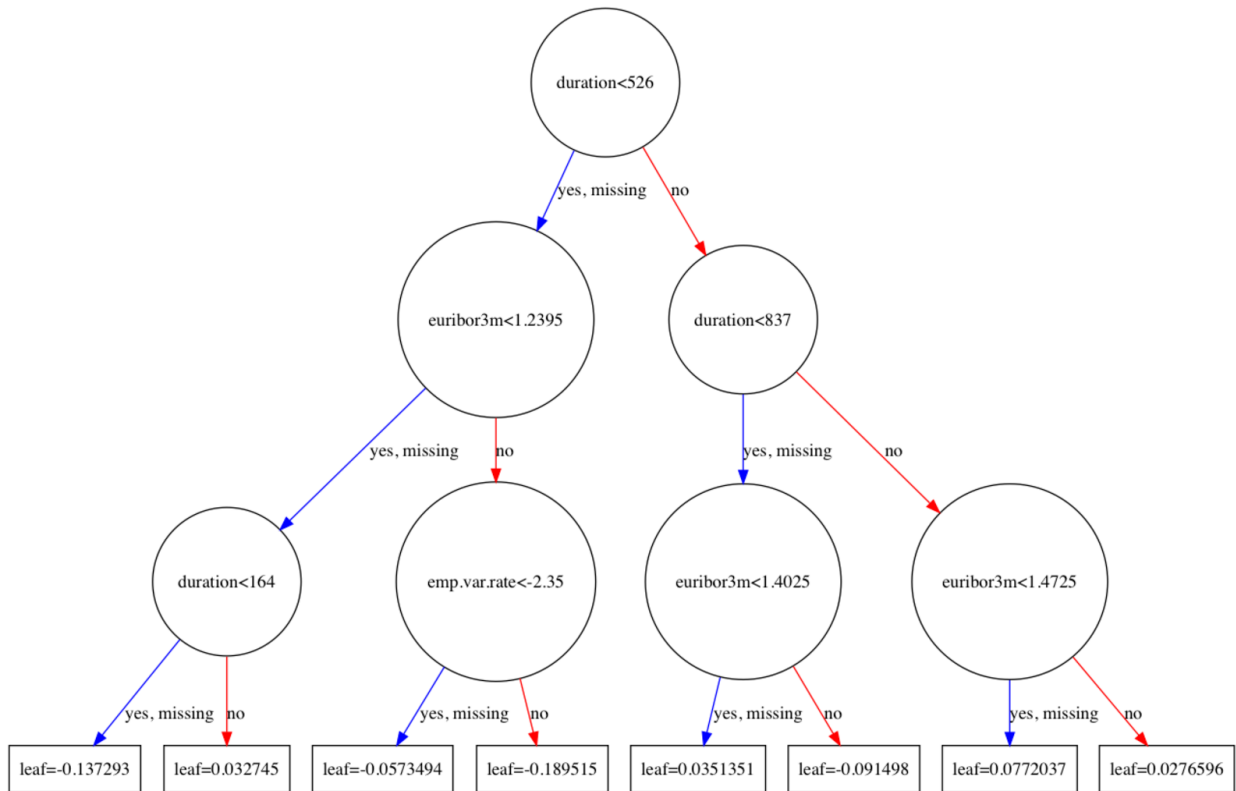 duration<526
yes, missing
no
euribor3m<1.2395
duration<837
yes, missing
no
yes, missing
no
duration<164
emp.var.rate<-2.35
euribor3m<1.4025
euribor3m<1.4725
yes, missing
no
yes, missing
no
yes, missing
no
yes, missing
no
leaf=-0.137293
leaf=0.032745
leaf=-0.0573494
leaf=-0.189515
leaf=0.0351351
leaf=-0.091498
leaf=0.0772037
leaf=0.0276596